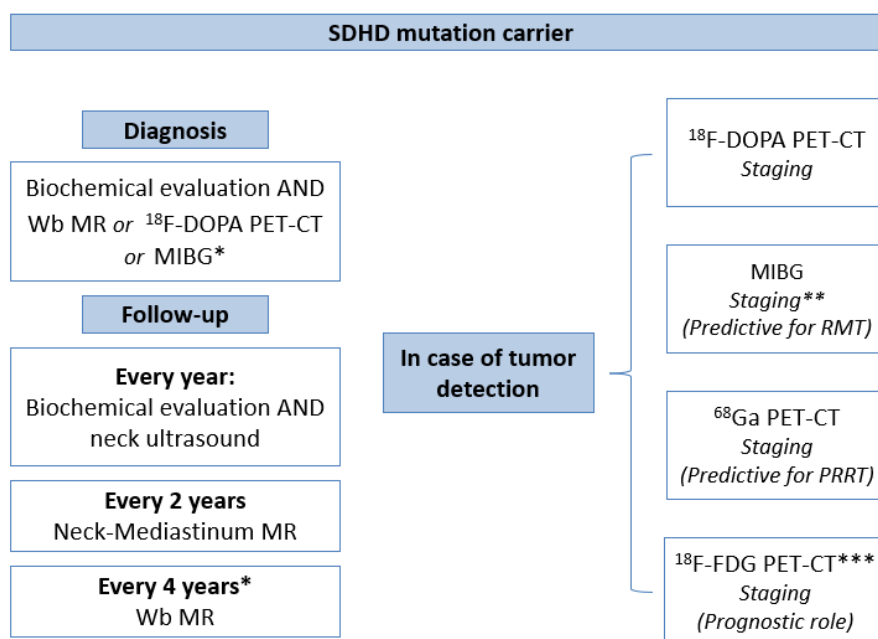 SDHD mutation carrier
Diagnosis
Biochemical evaluation AND
Wb MR or ¹⁸F-DOPA PET-CT
or MIBG*
Follow-up
Every year:
Biochemical evaluation AND
neck ultrasound
Every 2 years
Neck-Mediastinum MR
Every 4 years*
Wb MR
In case of tumor
detection
¹⁸F-DOPA PET-CT
Staging
MIBG
Staging**
(Predictive for RMT)
⁶⁸Ga PET-CT
Staging
(Predictive for PRRT)
¹⁸F-FDG PET-CT***
Staging
(Prognostic role)